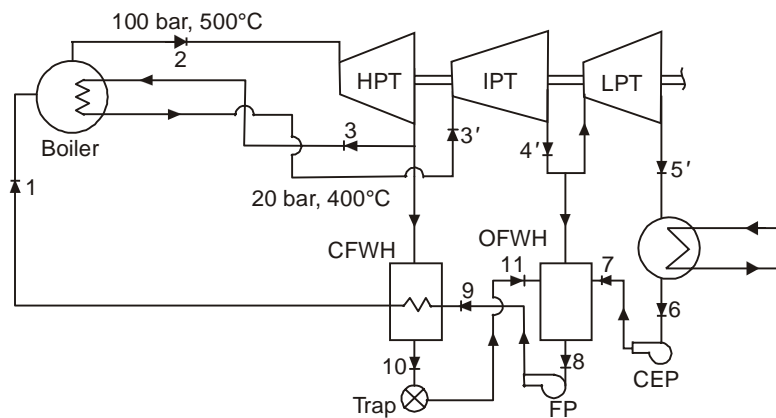 100 bar, 500°C
2
HPT
IPT
LPT
Boiler
3
3′
4′
5′
1
20 bar, 400°C
CFWH
OFWH
11
7
9
6
10
8
Trap
FP
CEP